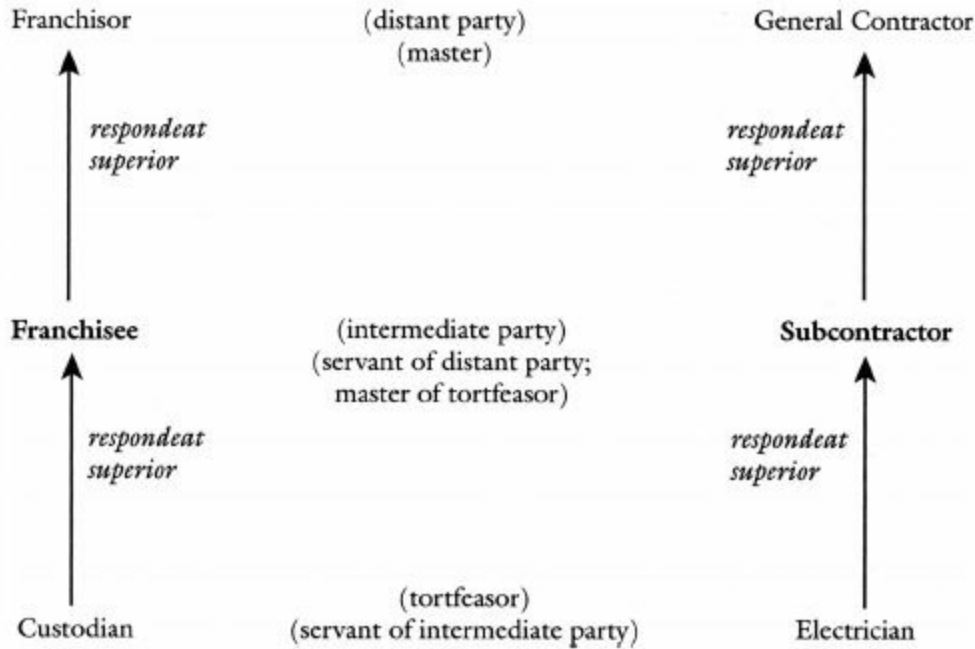 Franchisor (distant party) General Contractor
(master)
respondeat respondeat
superior superior
Franchisee (intermediate party) Subcontractor
(servant of distant party;
master of tortfeasor)
respondeat respondeat
superior superior
(tortfeasor)
Custodian (servant of intermediate party) Electrician